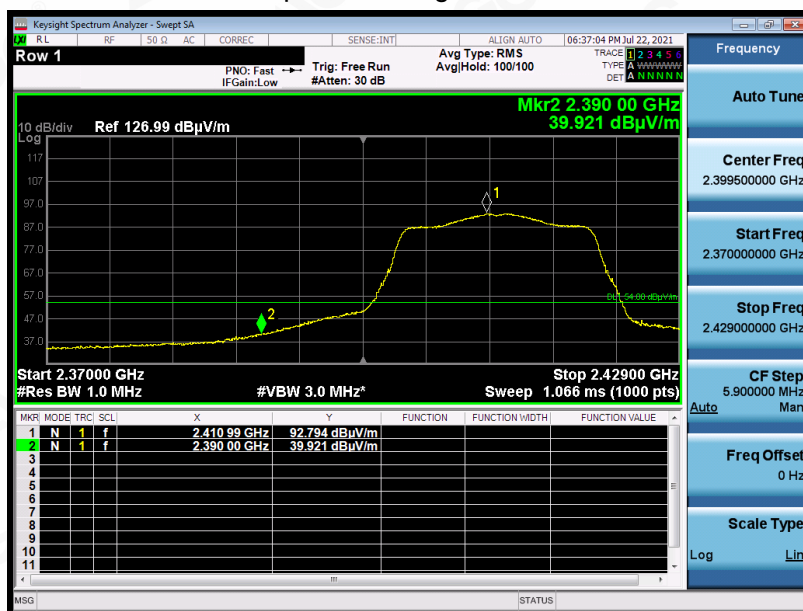 Keysight Spectrum Analyzer - Swept SA
LXI RL RF 50 Ω AC CORREC SENSE:INT ALIGN AUTO 06:37:04 PM Jul 22, 2021
Row 1
PNO: Fast
IFGain:Low
Trig: Free Run
#Atten: 30 dB
Avg Type: RMS
Avg|Hold: 100/100
TRACE 1 2 3 4 5 6
TYPE A WWWWW
DET A N N N N N
Frequency
Mkr2 2.390 00 GHz
39.921 dBµV/m
10 dB/div Ref 126.99 dBµV/m
Log
117
107
97.0
87.0
77.0
67.0
57.0
47.0
37.0
1
2
DL1 54.00 dBµV/m
Start 2.37000 GHz
Stop 2.42900 GHz
#Res BW 1.0 MHz #VBW 3.0 MHz* Sweep 1.066 ms (1000 pts)
MKR MODE TRC SCL X Y FUNCTION FUNCTION WIDTH FUNCTION VALUE
1 N 1 f 2.410 99 GHz 92.794 dBµV/m
2 N 1 f 2.390 00 GHz 39.921 dBµV/m
3
4
5
6
7
8
9
10
11
MSG STATUS
Auto Tune
Center Freq
2.399500000 GHz
Start Freq
2.370000000 GHz
Stop Freq
2.429000000 GHz
CF Step
5.900000 MHz
Auto Man
Freq Offset
0 Hz
Scale Type
Log Lin